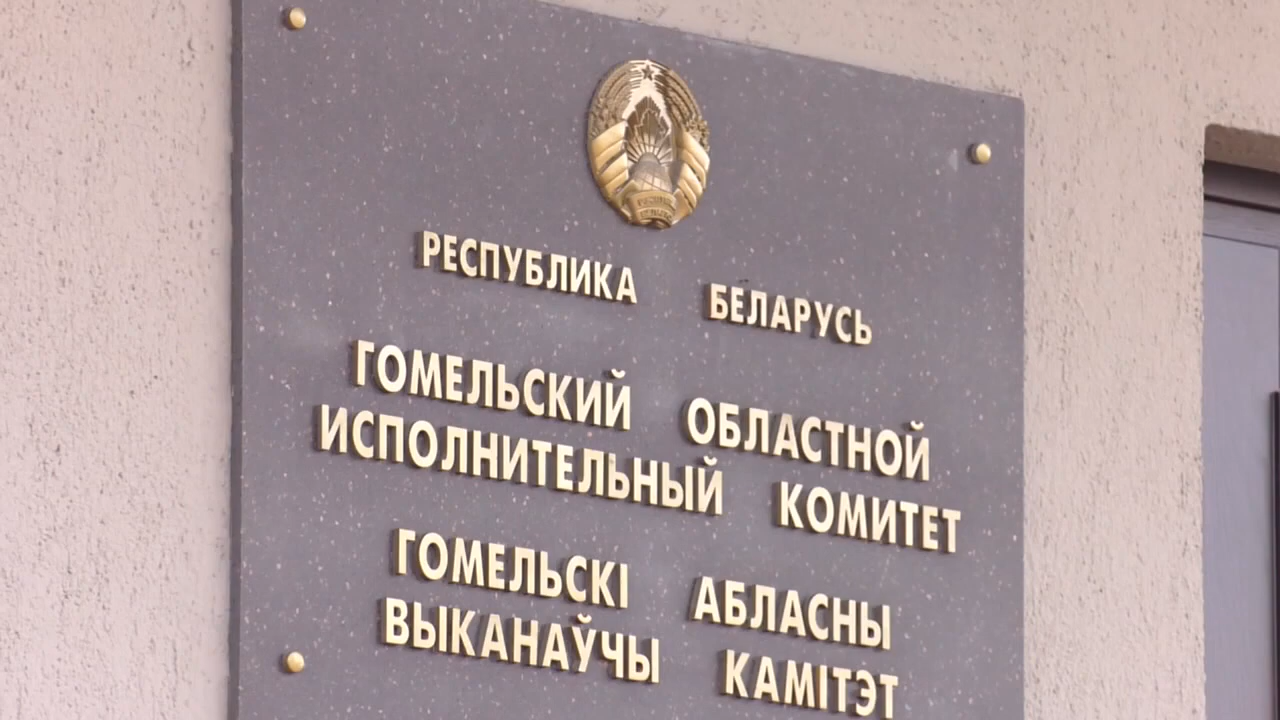 РЕСПУБЛИКА БЕЛАРУСЬ
ГОМЕЛЬСКИЙ ОБЛАСТНОЙ
ИСПОЛНИТЕЛЬНЫЙ КОМИТЕТ
ГОМЕЛЬСКІ АБЛАСНЫ
ВЫКАНАЎЧЫ КАМІТЭТ